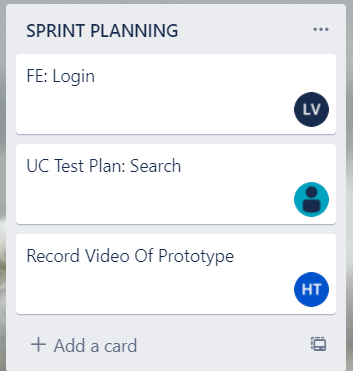 SPRINT PLANNING
FE: Login
LV
UC Test Plan: Search
Record Video Of Prototype
HT
Add a card